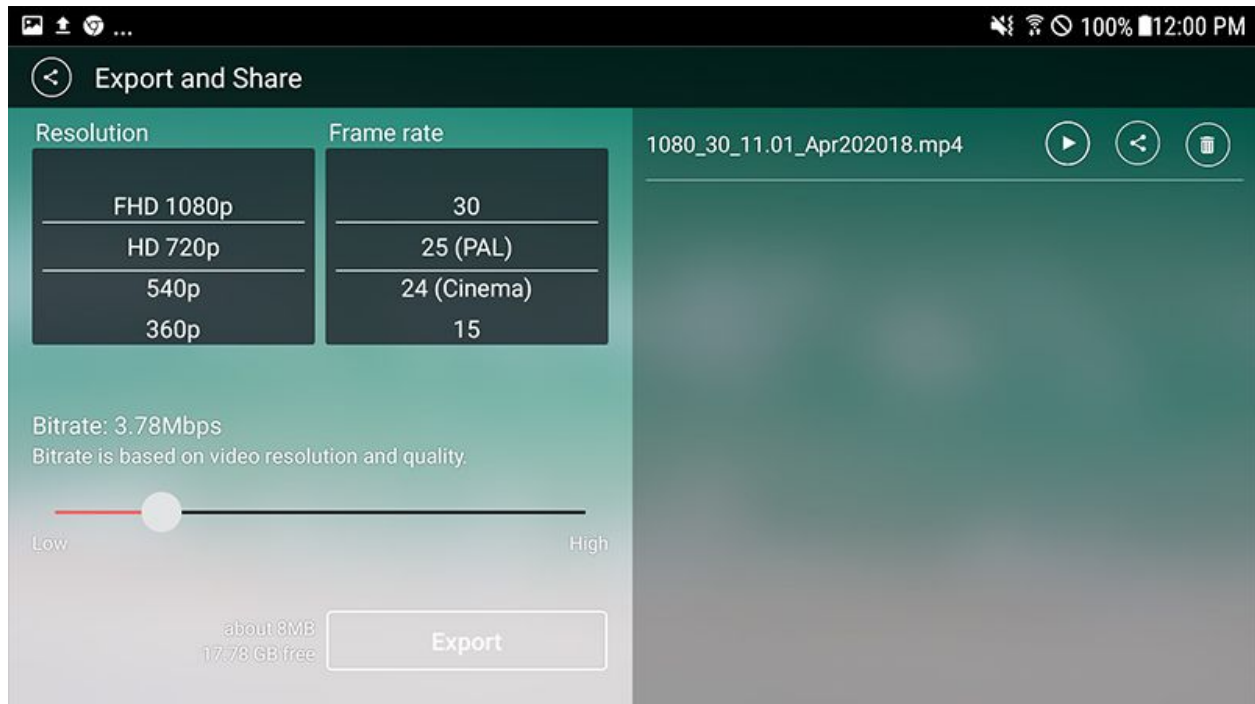 ... 100% 12:00 PM
Export and Share
Resolution
FHD 1080p
HD 720p
540p
360p
Frame rate
30
25 (PAL)
24 (Cinema)
15
Bitrate: 3.78Mbps
Bitrate is based on video resolution and quality.
Low High
about 8MB
17.78 GB free
Export
1080_30_11.01_Apr202018.mp4